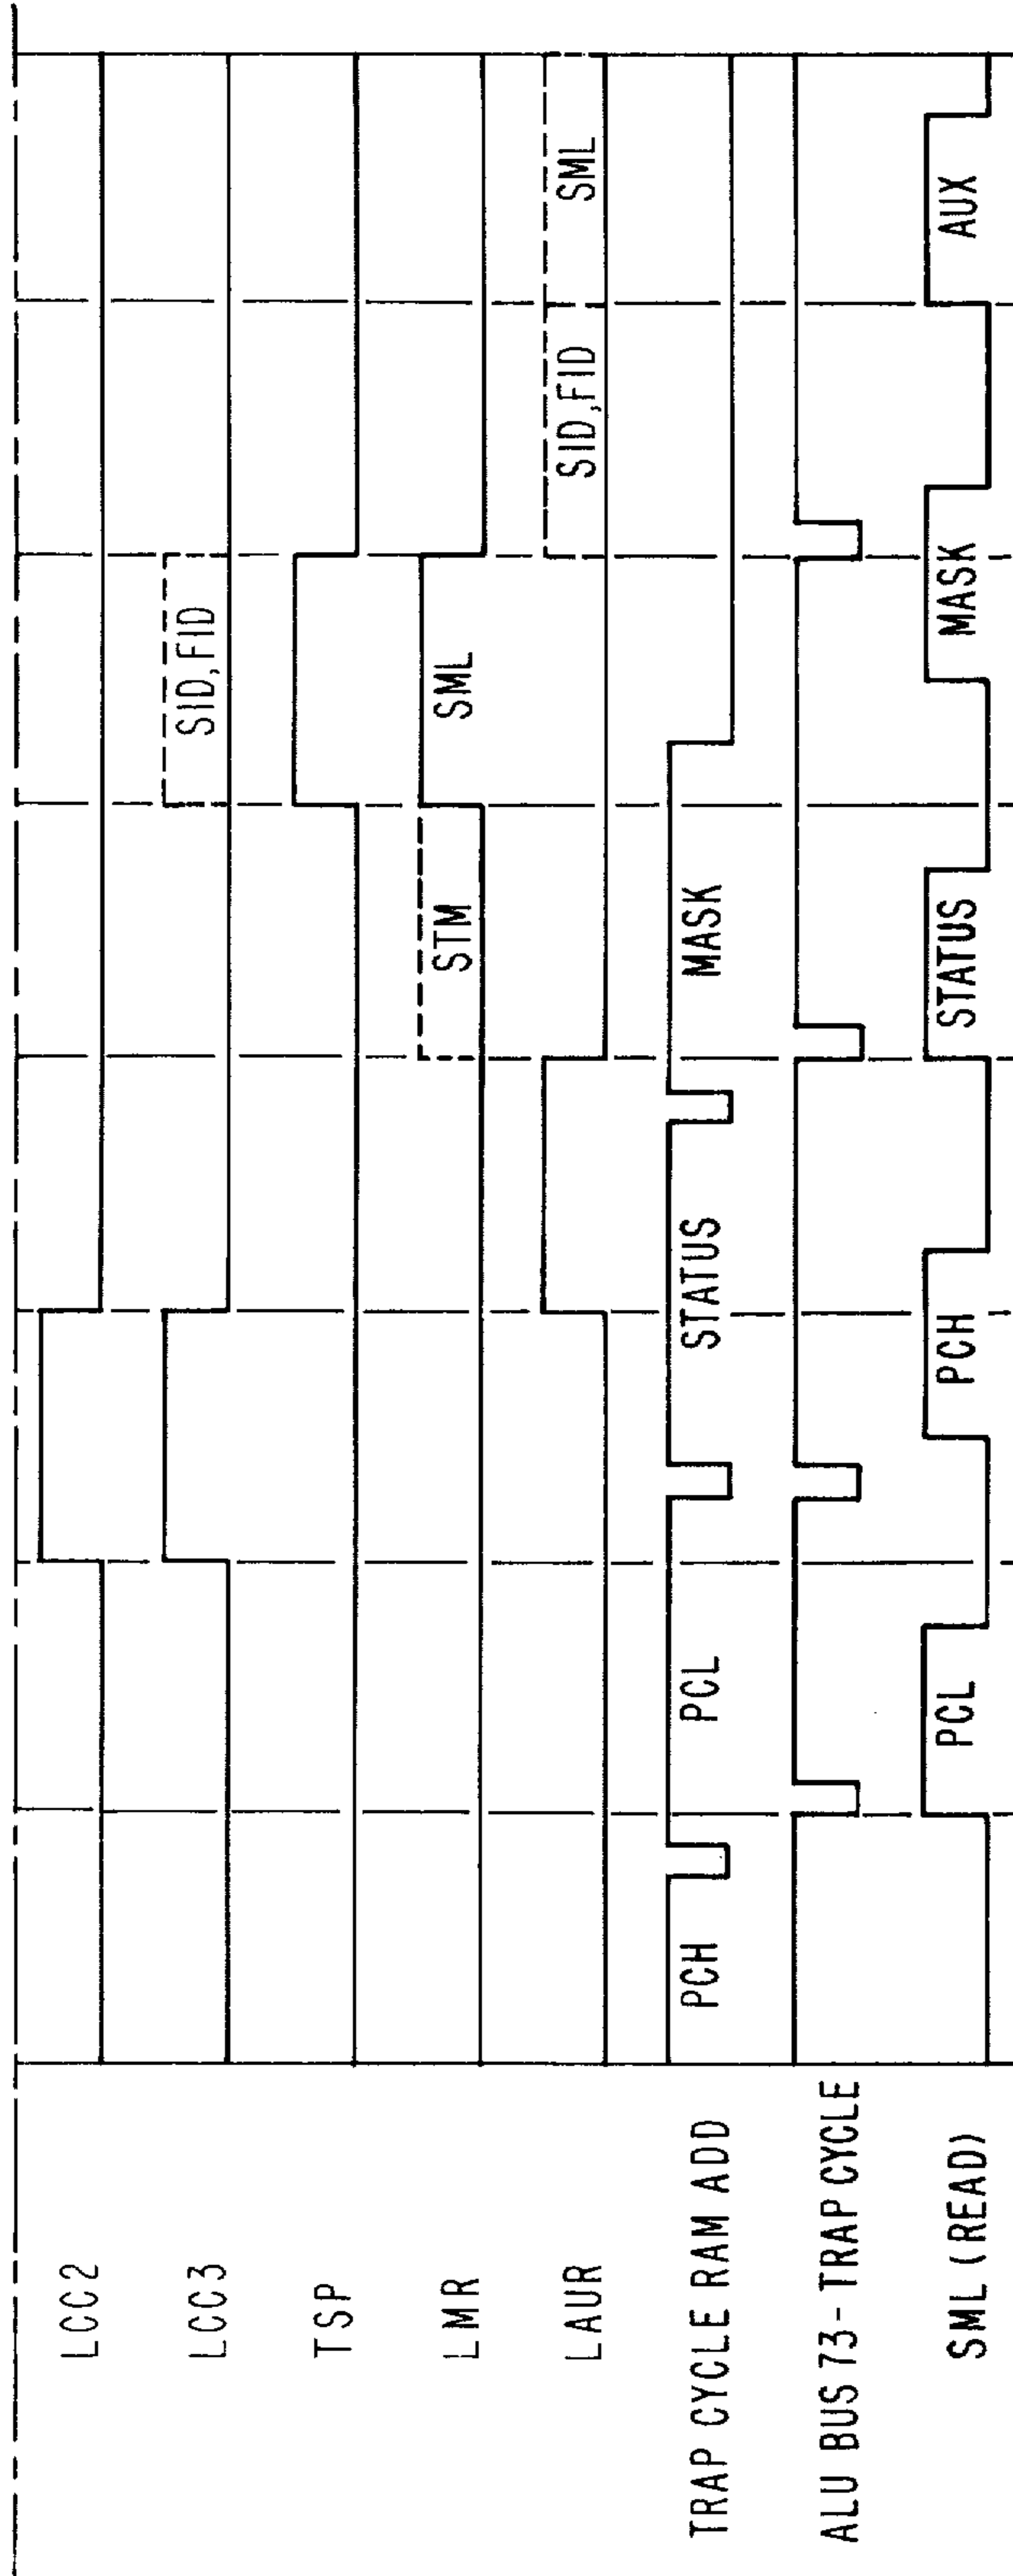 LCC2
LCC3
SID,FID
TSP
LMR
STM
SML
LAUR
SID,FID
SML
TRAP CYCLE RAM ADD
PCH
PCL
STATUS
MASK
ALU BUS 73-TRAP CYCLE
SML (READ)
PCL
PCH
STATUS
MASK
AUX